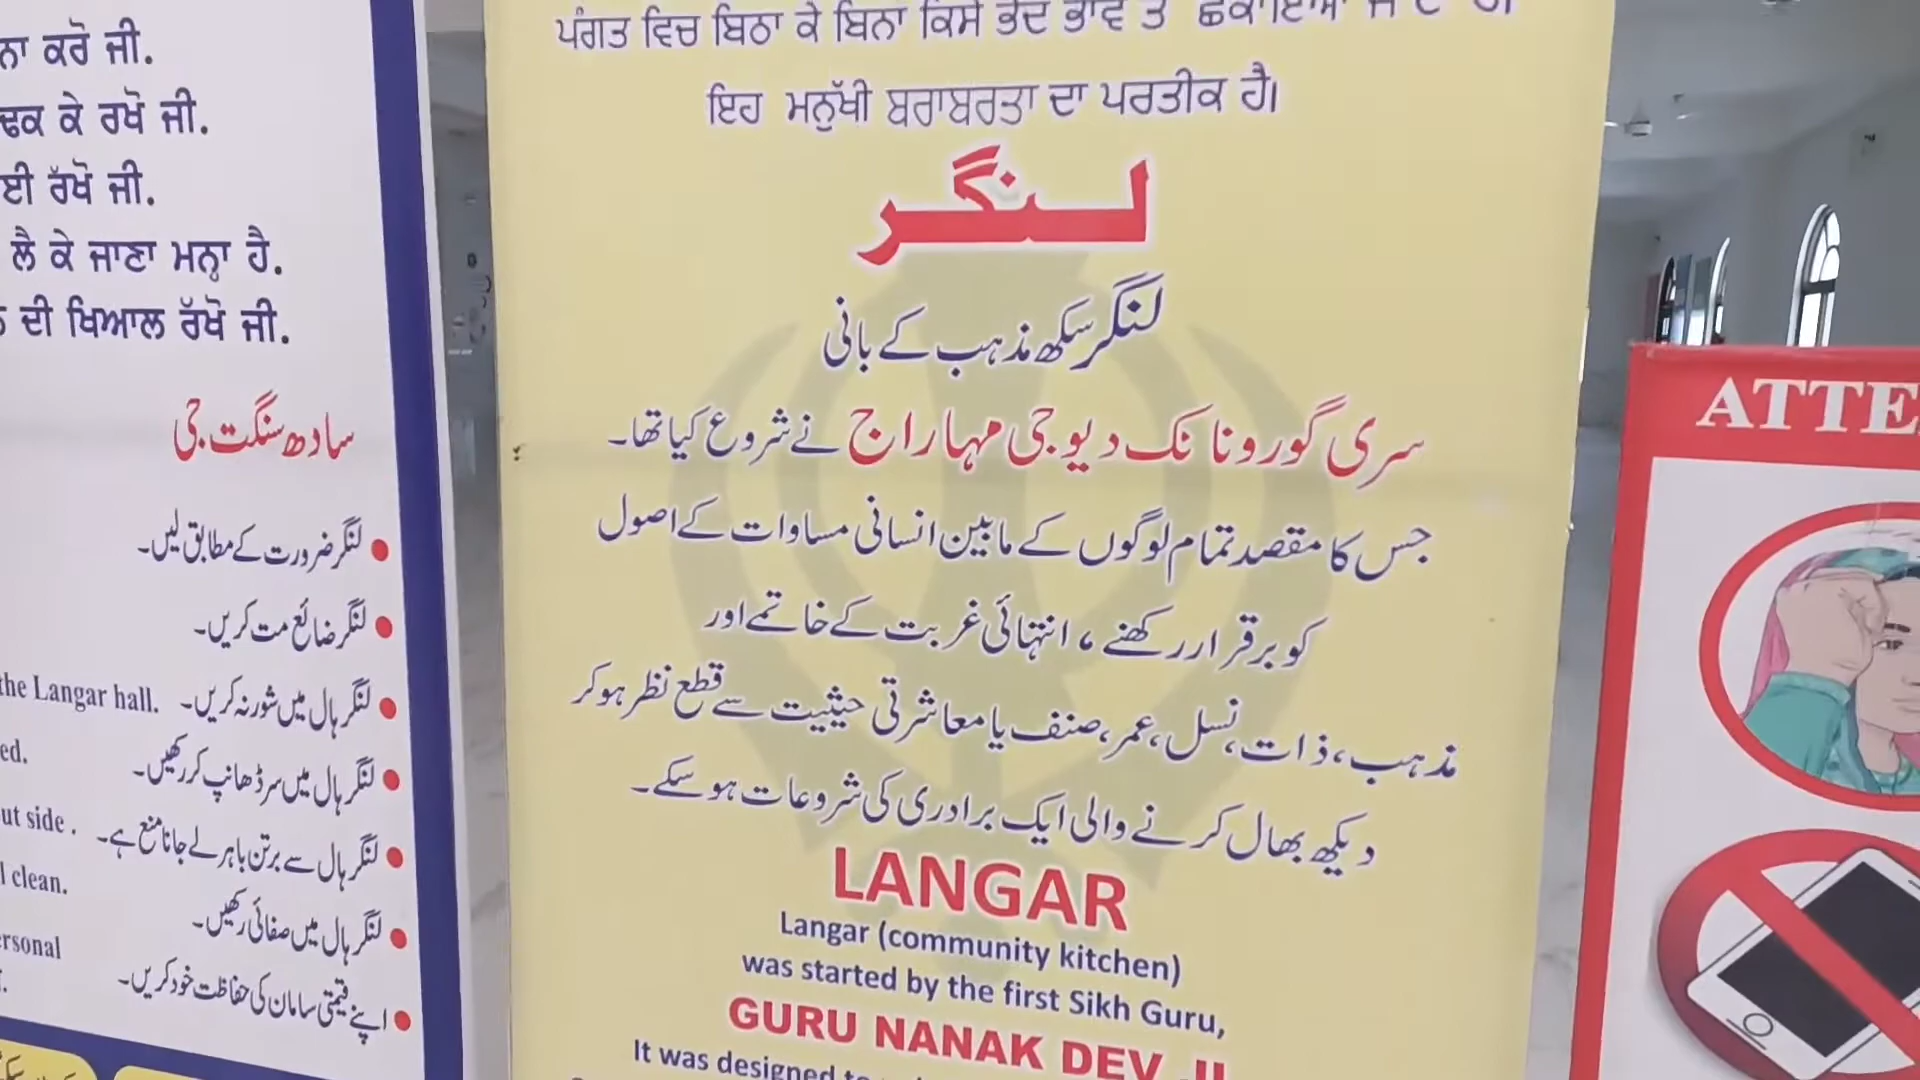 ਨਾ ਕਰੋ ਜੀ.
ਢਕ ਕੇ ਰਖੋ ਜੀ.
ਈ ਰੱਖੋ ਜੀ.
ਲੈ ਕੇ ਜਾਣਾ ਮਨ੍ਹਾ ਹੈ.
ਦੀ ਖਿਆਲ ਰੱਖੋ ਜੀ.
سادھ سنگت جی
لنگر ضرورت کے مطابق لیں۔
لنگر ضائع مت کریں۔
the Langar hall. لنگر ہال میں شور نہ کریں۔
ed. لنگر ہال میں سر ڈھانپ کر رکھیں۔
ut side . لنگر ہال سے برتن باہر لے جانا منع ہے۔
l clean. لنگر ہال میں صفائی رکھیں۔
ersonal اپنے قیمتی سامان کی حفاظت خود کریں۔
ਪੰਗਤ ਵਿਚ ਬਿਠਾ ਕੇ ਬਿਨਾ ਕਿਸੇ ਭੇਦ ਭਾਵ ਤੋਂ
ਇਹ ਮਨੁੱਖੀ ਬਰਾਬਰਤਾ ਦਾ ਪਰਤੀਕ ਹੈ।
لنگر
لنگر سکھ مذہب کے بانی
سری گورو نانک دیو جی مہاراج نے شروع کیا تھا۔
جس کا مقصد تمام لوگوں کے مابین انسانی مساوات کے اصول
کو برقرار رکھنے ، انتہائی غربت کے خاتمے اور
مذہب، ذات، نسل، عمر، صنف یا معاشرتی حیثیت سے قطع نظر ہو کر
دیکھ بھال کرنے والی ایک برادری کی شروعات ہو سکے۔
LANGAR
Langar (community kitchen)
was started by the first Sikh Guru,
GURU NANAK DEV JI
It was designed to
ATTE